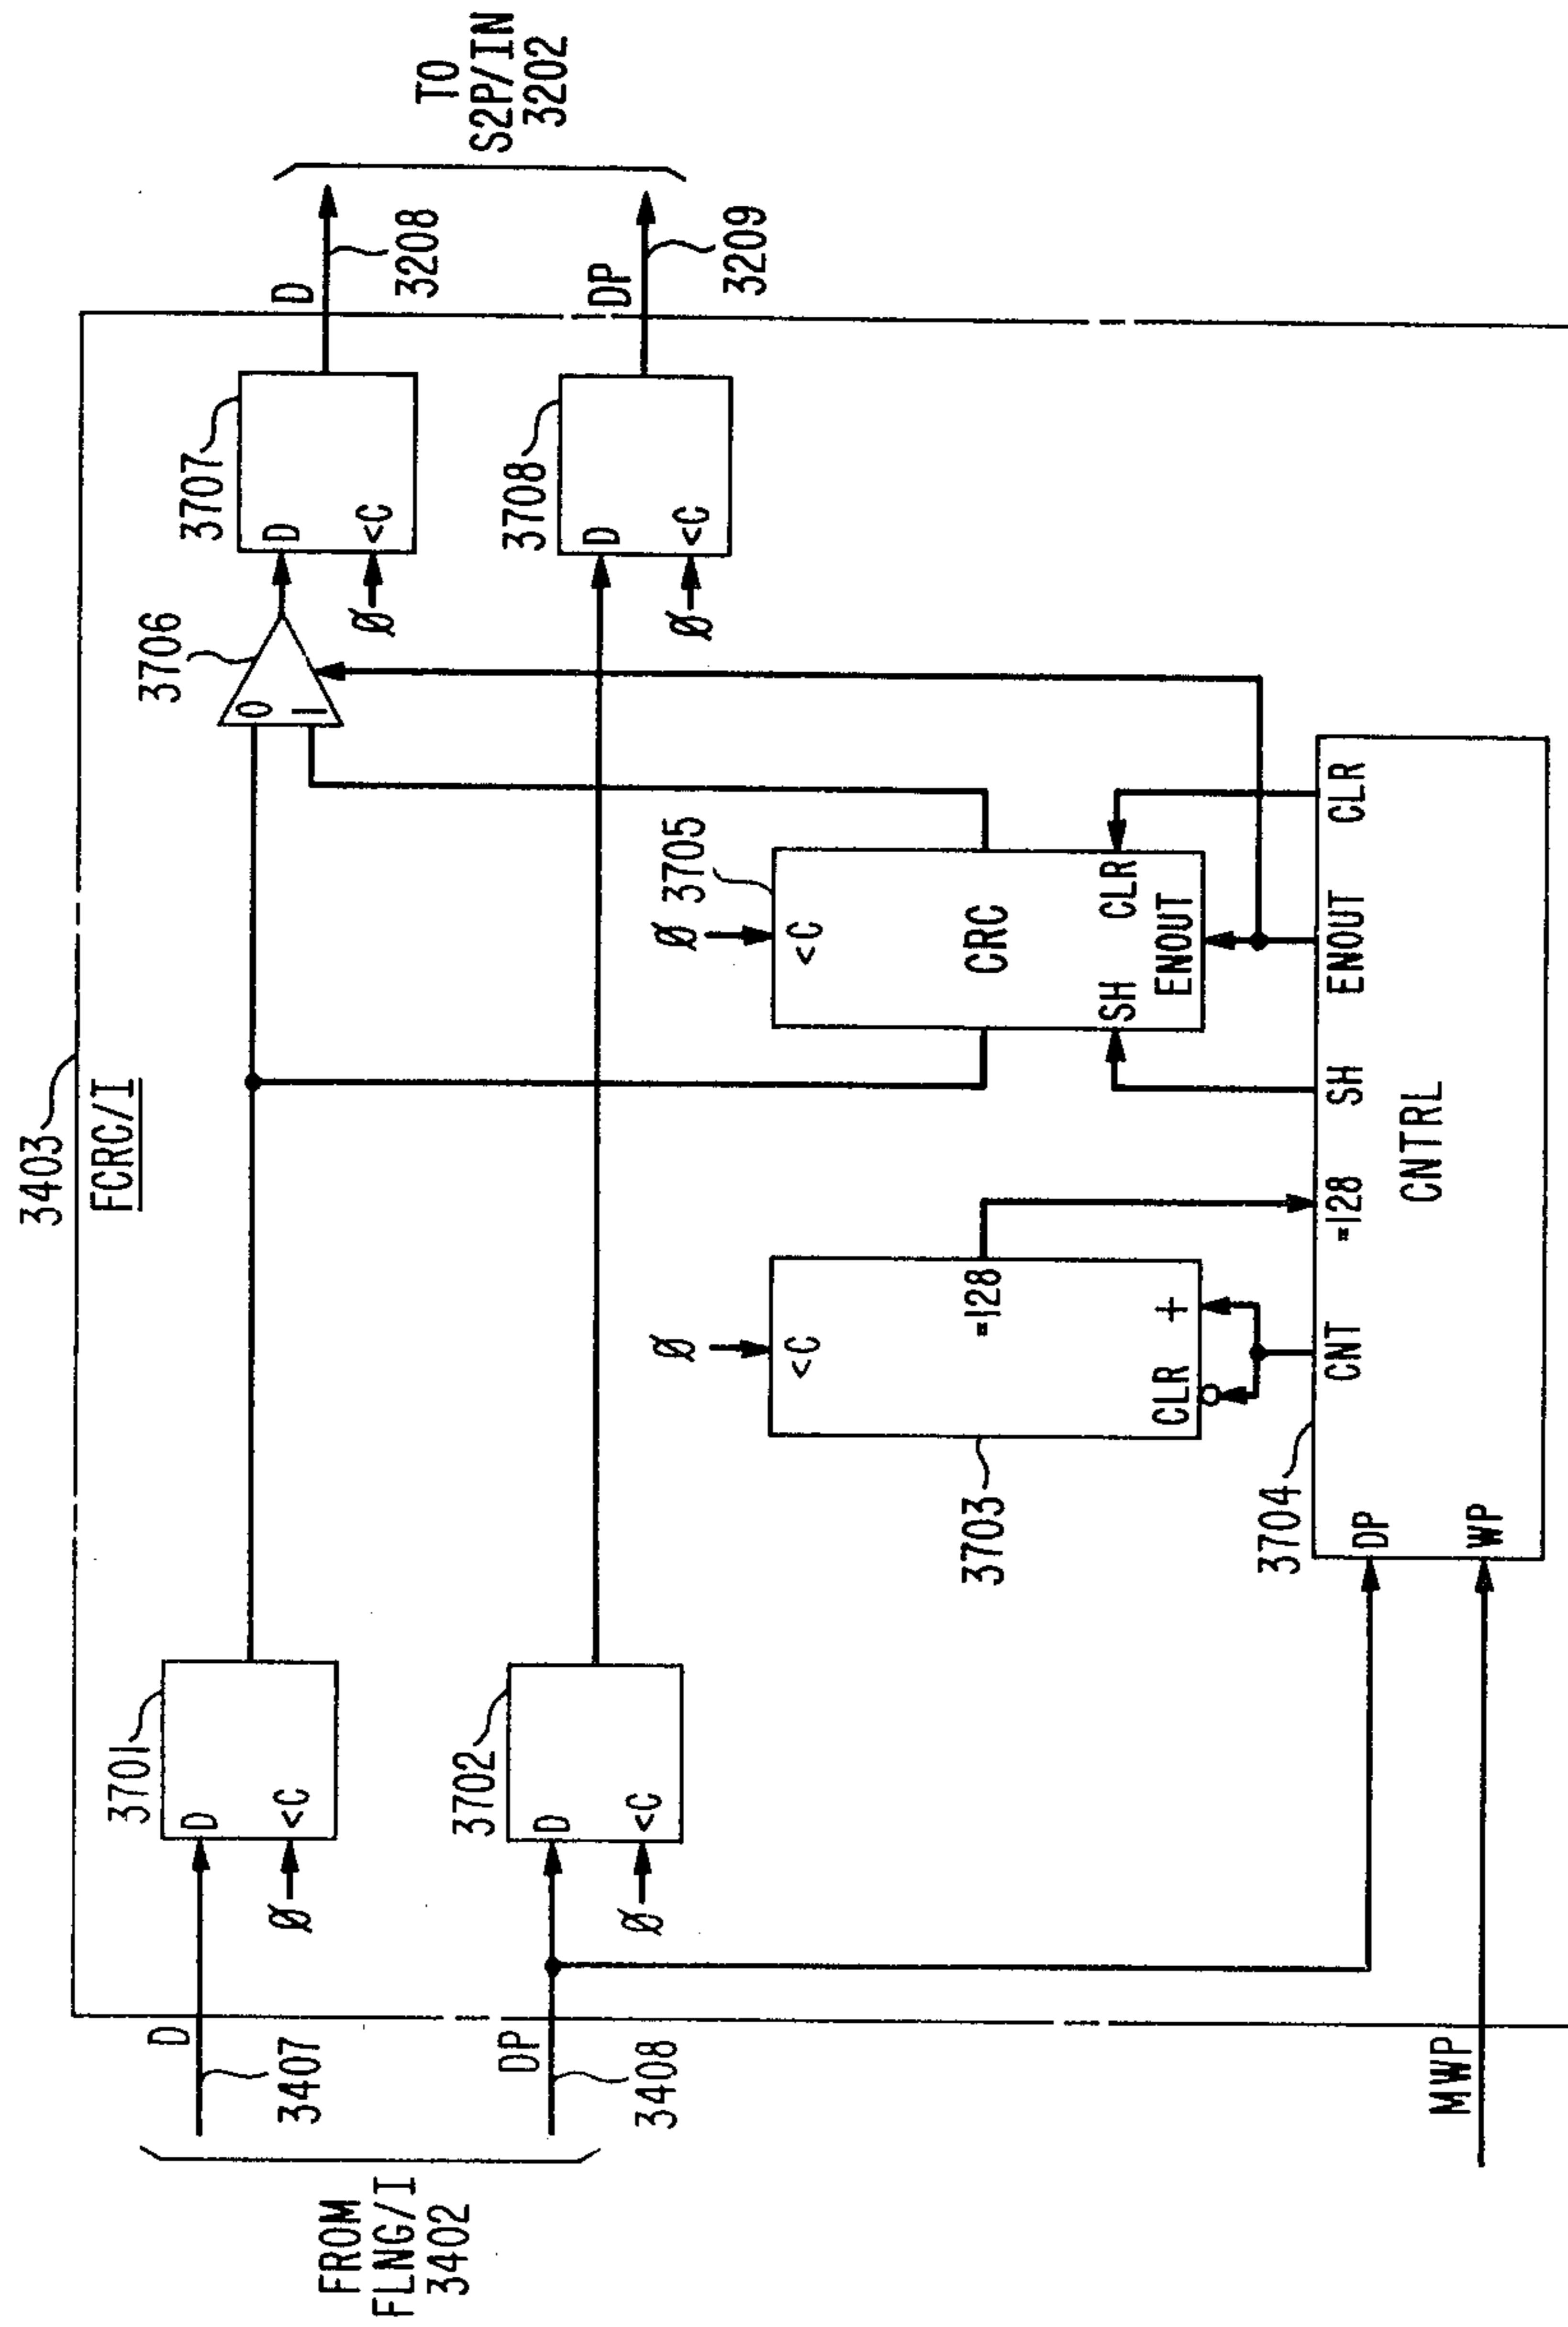 3403
FCRC/I
FROM
FLNG/I
3402
D
3407
DP
3408
MWP
3701
D
<C
Ø
3702
D
<C
Ø
3703
Ø
<C
=128
CLR
+
3704
DP
WP
CNT
=128
SH
ENOUT
CLR
CNTRL
3705
Ø
<C
CRC
SH
CLR
ENOUT
3706
0
1
3707
D
<C
Ø
3708
D
<C
Ø
D
3208
DP
3209
TO
S2P/IN
3202